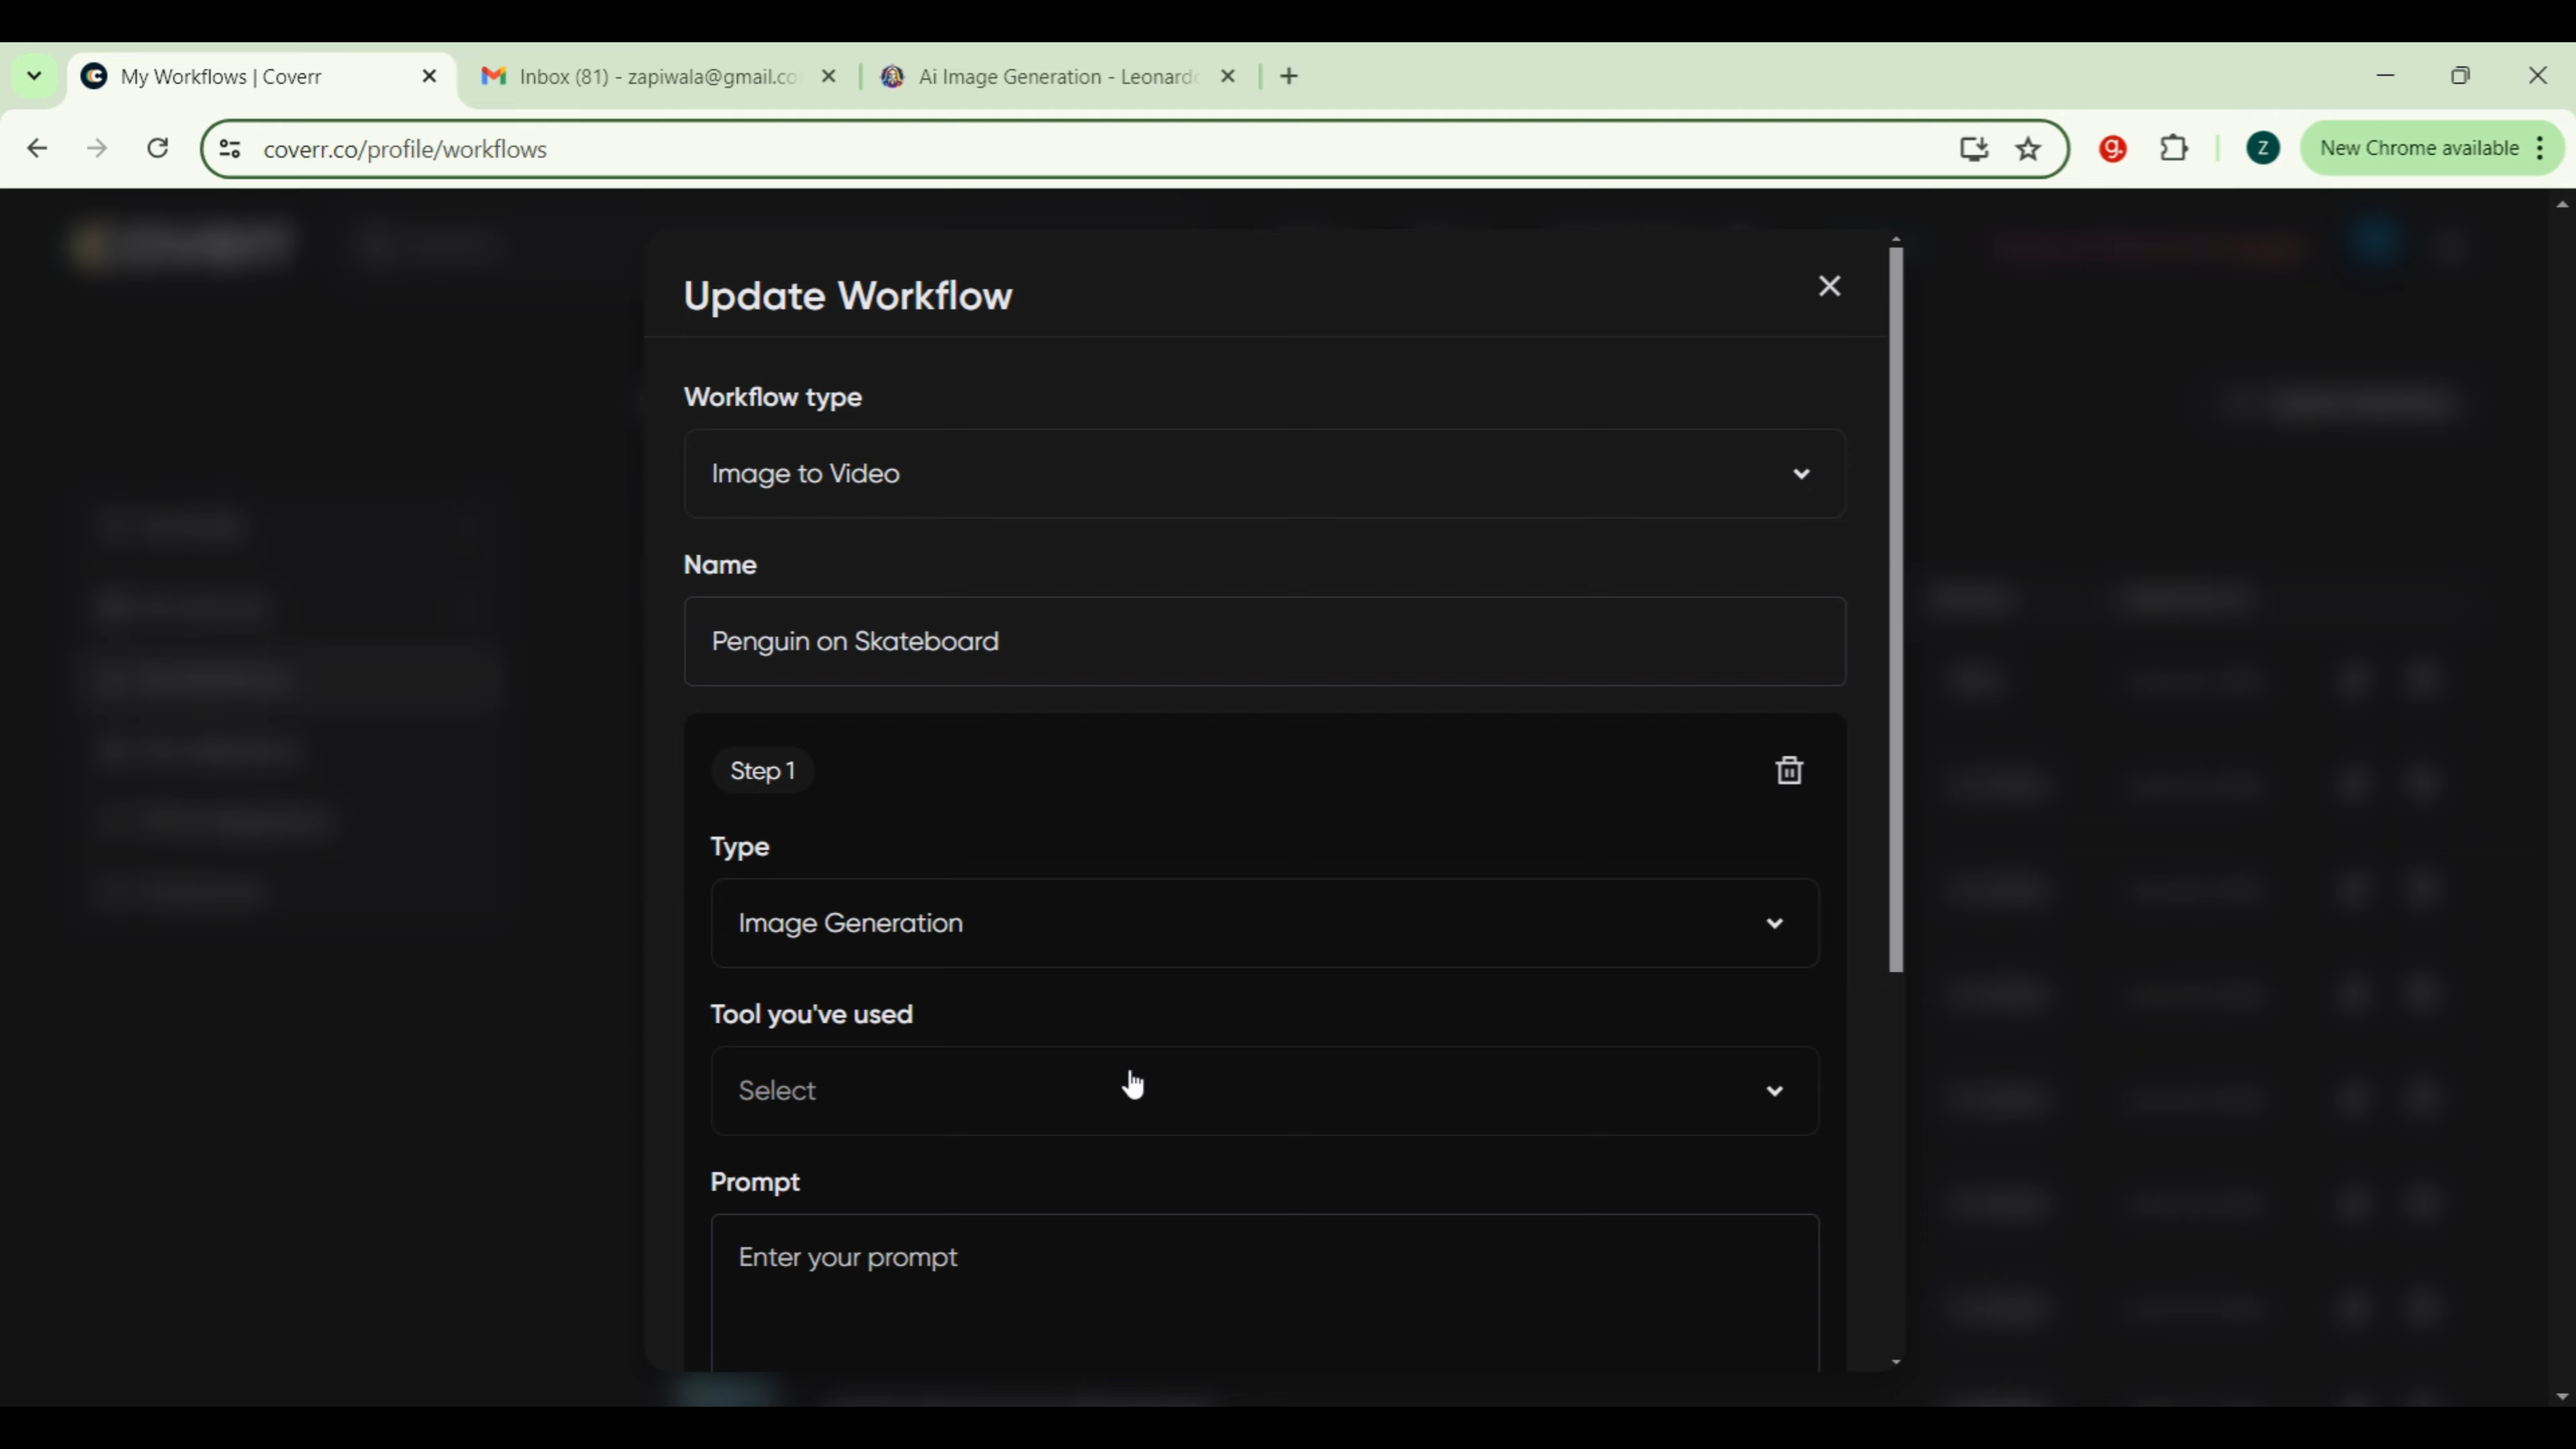 My Workflows | Coverr
Inbox (81) - zapiwala@gmail.co
Ai Image Generation - Leonard
coverr.co/profile/workflows
g.
Z
New Chrome available
Update Workflow
Workflow type
Image to Video
Name
Penguin on Skateboard
Step 1
Type
Image Generation
Tool you've used
Select
Prompt
Enter your prompt